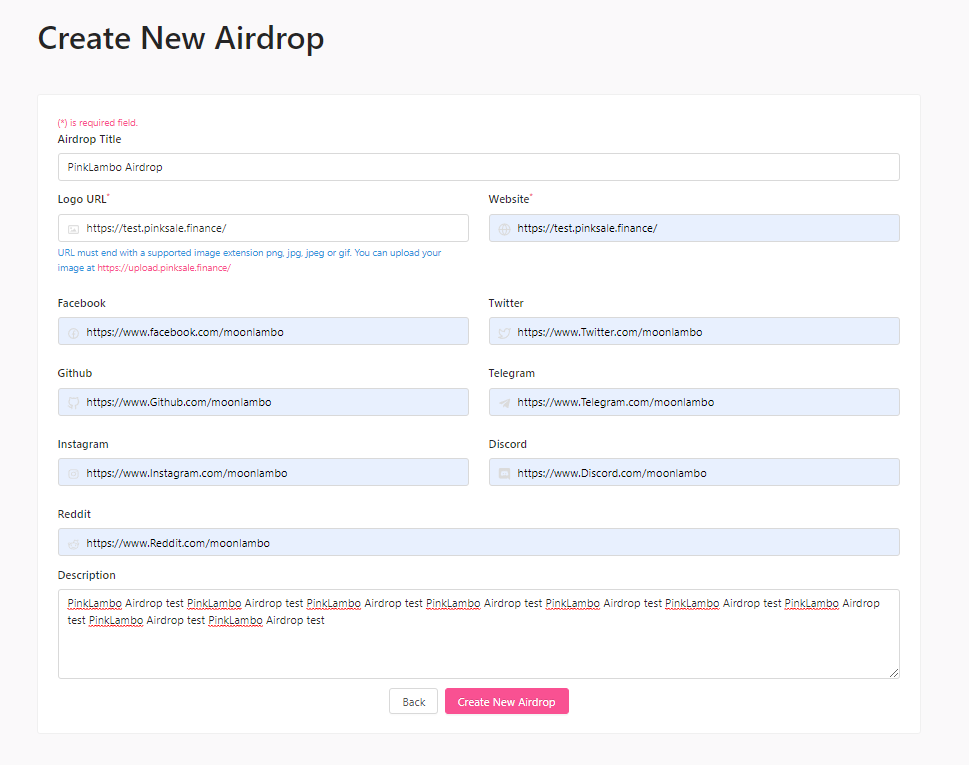 Create New Airdrop
(*) is required field.
Airdrop Title
PinkLambo Airdrop
Logo URL*
Website*
https://test.pinksale.finance/
https://test.pinksale.finance/
URL must end with a supported image extension png, jpg, jpeg or gif. You can upload your
image at https://upload.pinksale.finance/
Facebook
Twitter
https://www.facebook.com/moonlambo
https://www.Twitter.com/moonlambo
Github
Telegram
https://www.Github.com/moonlambo
https://www.Telegram.com/moonlambo
Instagram
Discord
https://www.Instagram.com/moonlambo
https://www.Discord.com/moonlambo
Reddit
https://www.Reddit.com/moonlambo
Description
PinkLambo Airdrop test PinkLambo Airdrop test PinkLambo Airdrop test PinkLambo Airdrop test PinkLambo Airdrop test PinkLambo Airdrop test PinkLambo Airdrop
test PinkLambo Airdrop test PinkLambo Airdrop test
Back
Create New Airdrop